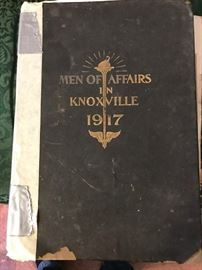 MEN OF AFFAIRS
IN
KNOXVILLE
1917